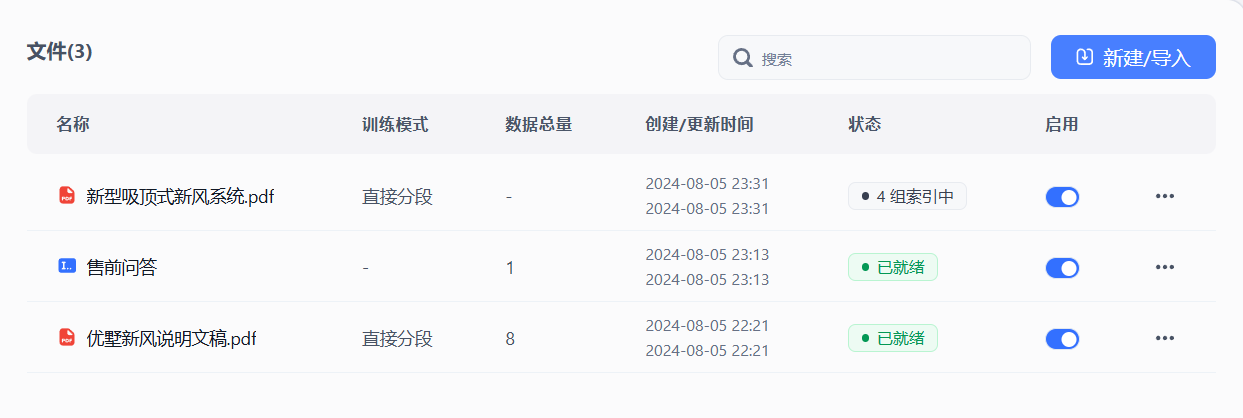 文件(3)
搜索
新建/导入
名称 训练模式 数据总量 创建/更新时间 状态 启用
PDF 新型吸顶式新风系统.pdf 直接分段 - 2024-08-05 23:31 4 组索引中
2024-08-05 23:31
售前问答 - 1 2024-08-05 23:13 已就绪
2024-08-05 23:13
PDF 优墅新风说明文稿.pdf 直接分段 8 2024-08-05 22:21 已就绪
2024-08-05 22:21